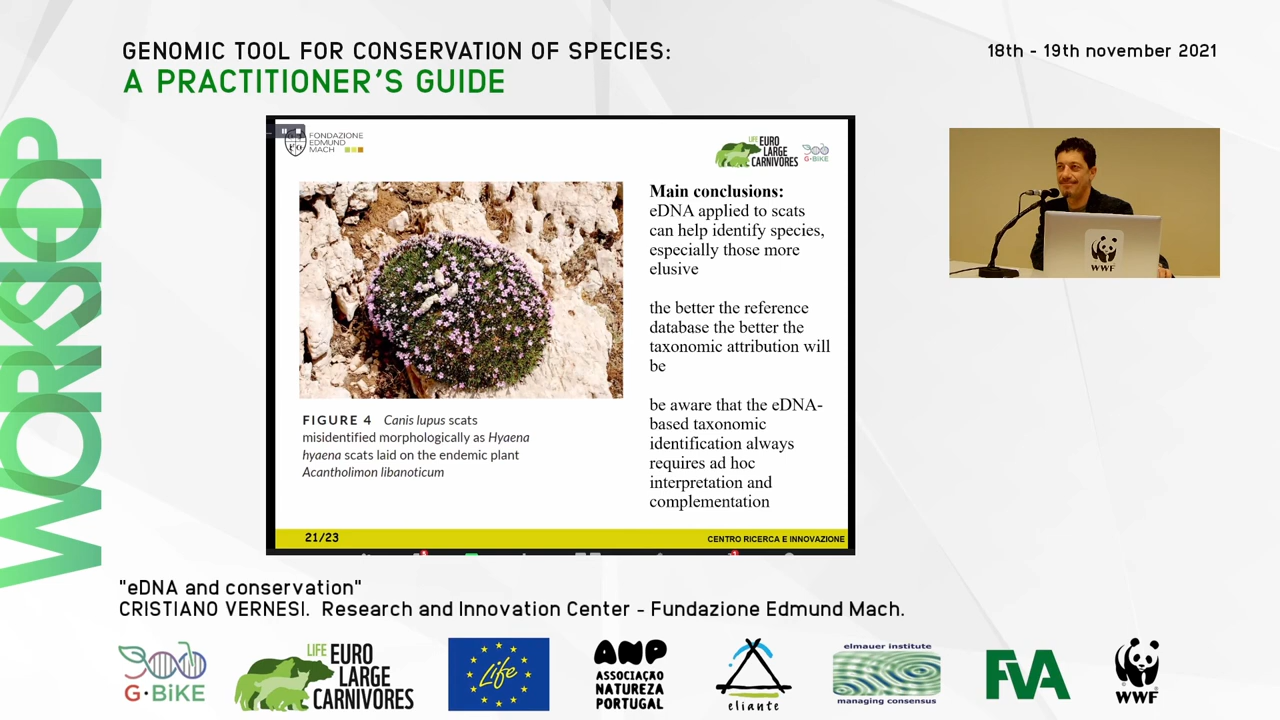 GENOMIC TOOL FOR CONSERVATION OF SPECIES:
A PRACTITIONER'S GUIDE
18th - 19th november 2021
WORKSHOP
FONDAZIONE
EDMUND
MACH
LIFE EURO
LARGE
CARNIVORES
G-BIKE
Main conclusions:
eDNA applied to scats
can help identify species,
especially those more
elusive
the better the reference
database the better the
taxonomic attribution will
be
be aware that the eDNA-
based taxonomic
identification always
requires ad hoc
interpretation and
complementation
FIGURE 4 Canis lupus scats
misidentified morphologically as Hyaena
hyaena scats laid on the endemic plant
Acantholimon libanoticum
21/23
CENTRO RICERCA E INNOVAZIONE
WWF
"eDNA and conservation"
CRISTIANO VERNESI. Research and Innovation Center - Fundazione Edmund Mach.
G·BiKE
LIFE EURO
LARGE
CARNIVORES
Life
ANP
ASSOCIAÇÃO
NATUREZA
PORTUGAL
eliante
elmauer institute
managing consensus
FVA
WWF